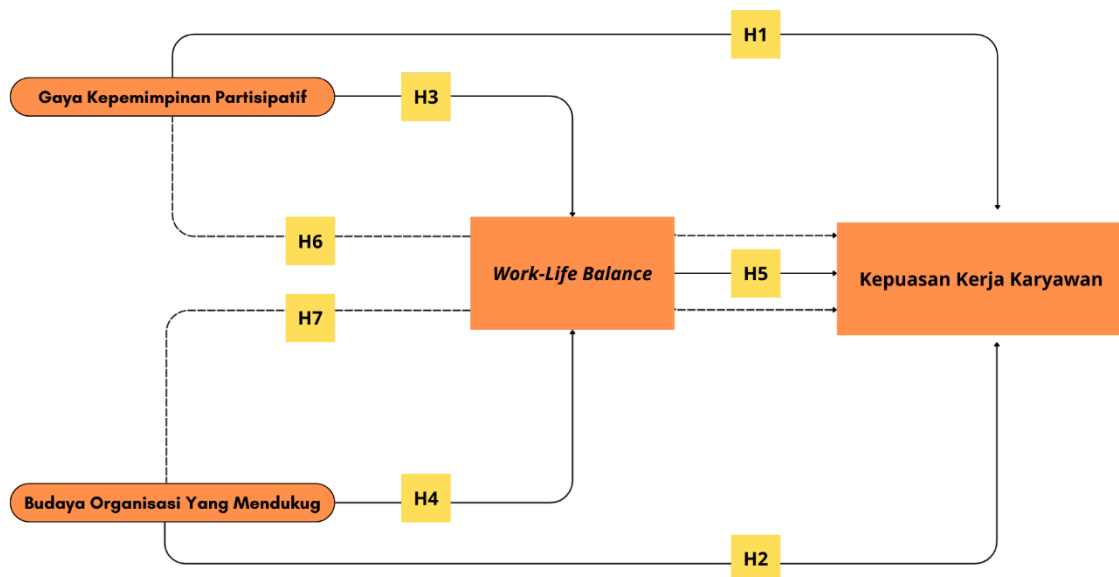 H1
Gaya Kepemimpinan Partisipatif
H3
H6
Work-Life Balance
H5
Kepuasan Kerja Karyawan
H7
Budaya Organisasi Yang Mendukug
H4
H2